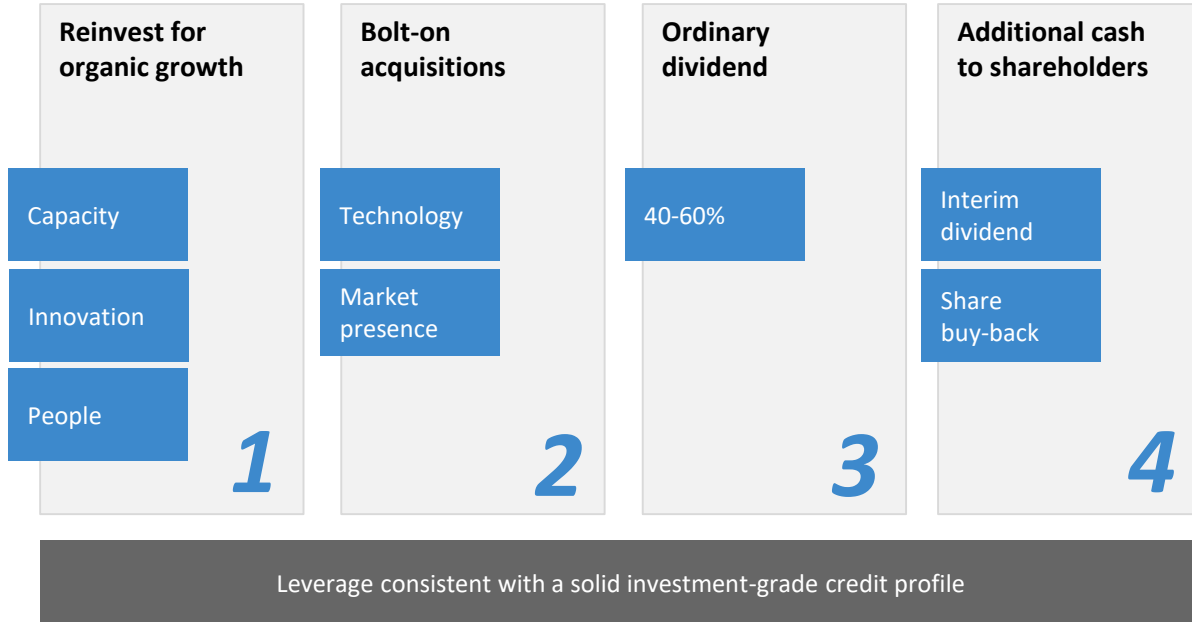 Reinvest for
organic growth
Capacity
Innovation
People
1
Bolt-on
acquisitions
Technology
Market
presence
2
Ordinary
dividend
40-60%
3
Additional cash
to shareholders
Interim
dividend
Share
buy-back
4
Leverage consistent with a solid investment-grade credit profile